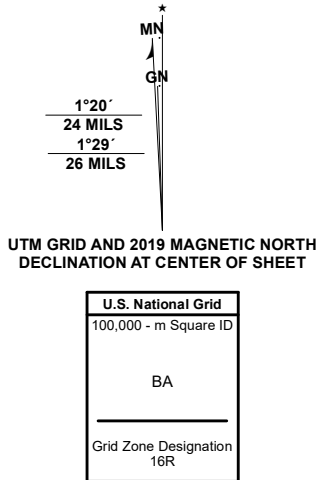 ★
MN
GN
1°20´
24 MILS
1°29´
26 MILS
UTM GRID AND 2019 MAGNETIC NORTH
DECLINATION AT CENTER OF SHEET
U.S. National Grid
100,000 - m Square ID
BA
Grid Zone Designation
16R